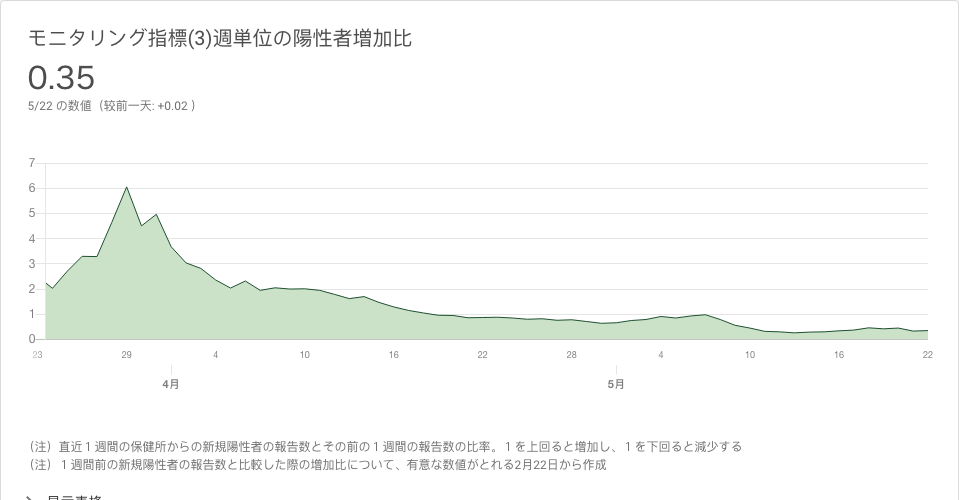 モニタリング指標(3)週単位の陽性者増加比
0.35
5/22 の数値（较前一天: +0.02 ）
7
6
5
4
3
2
1
0
23 29 4 10 16 22 28 4 10 16 22
4月 5月
（注）直近１週間の保健所からの新規陽性者の報告数とその前の１週間の報告数の比率。１を上回ると増加し、１を下回ると減少する
（注）１週間前の新規陽性者の報告数と比較した際の増加比について、有意な数値がとれる2月22日から作成